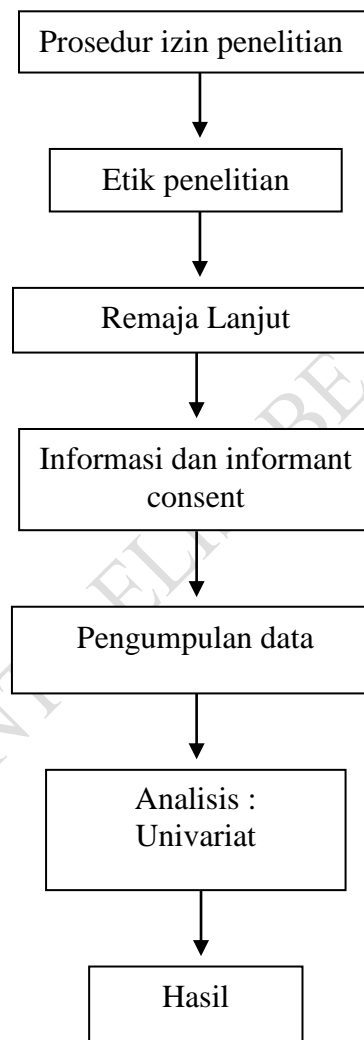 Prosedur izin penelitian
Etik penelitian
Remaja Lanjut
Informasi dan informant
consent
Pengumpulan data
Analisis :
Univariat
Hasil